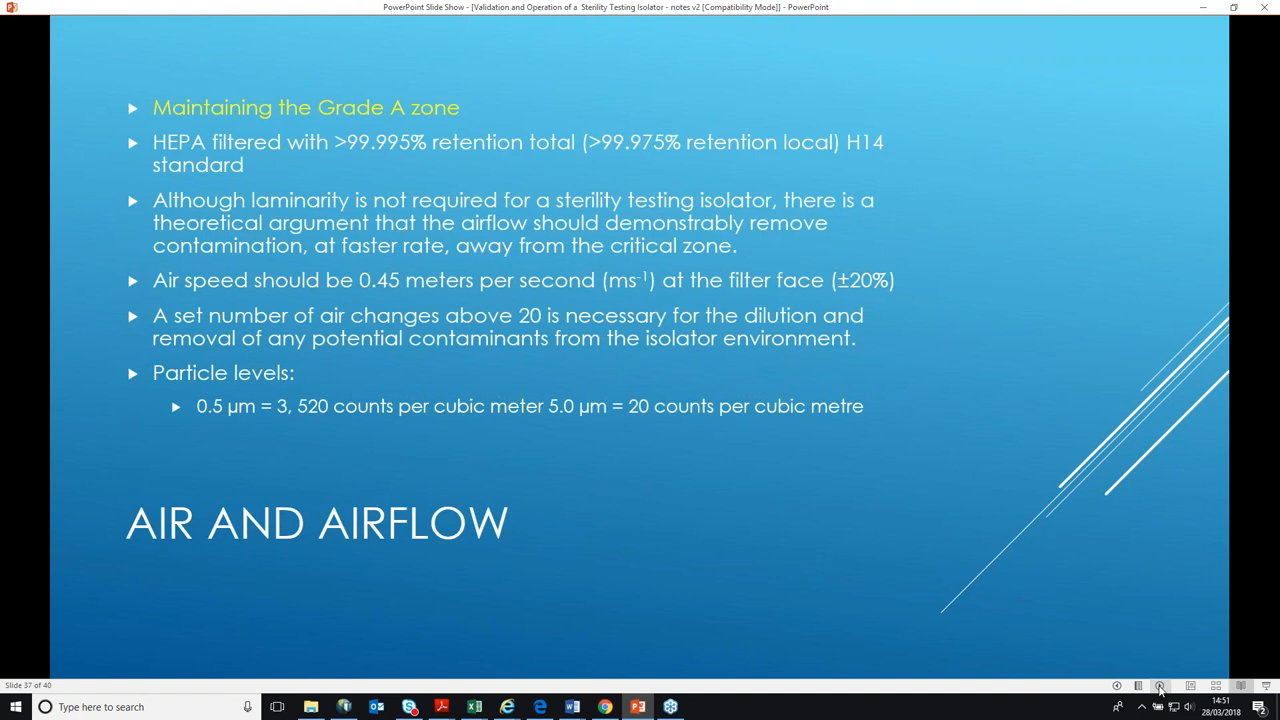 PowerPoint Slide Show - [Validation and Operation of a Sterility Testing Isolator - notes v2 [Compatibility Mode]] - PowerPoint
Maintaining the Grade A zone
HEPA filtered with >99.995% retention total (>99.975% retention local) H14
standard
Although laminarity is not required for a sterility testing isolator, there is a
theoretical argument that the airflow should demonstrably remove
contamination, at faster rate, away from the critical zone.
Air speed should be 0.45 meters per second (ms-1) at the filter face (±20%)
A set number of air changes above 20 is necessary for the dilution and
removal of any potential contaminants from the isolator environment.
Particle levels:
0.5 µm = 3, 520 counts per cubic meter 5.0 µm = 20 counts per cubic metre
AIR AND AIRFLOW
Slide 37 of 40
Type here to search
14:51
28/03/2018
2